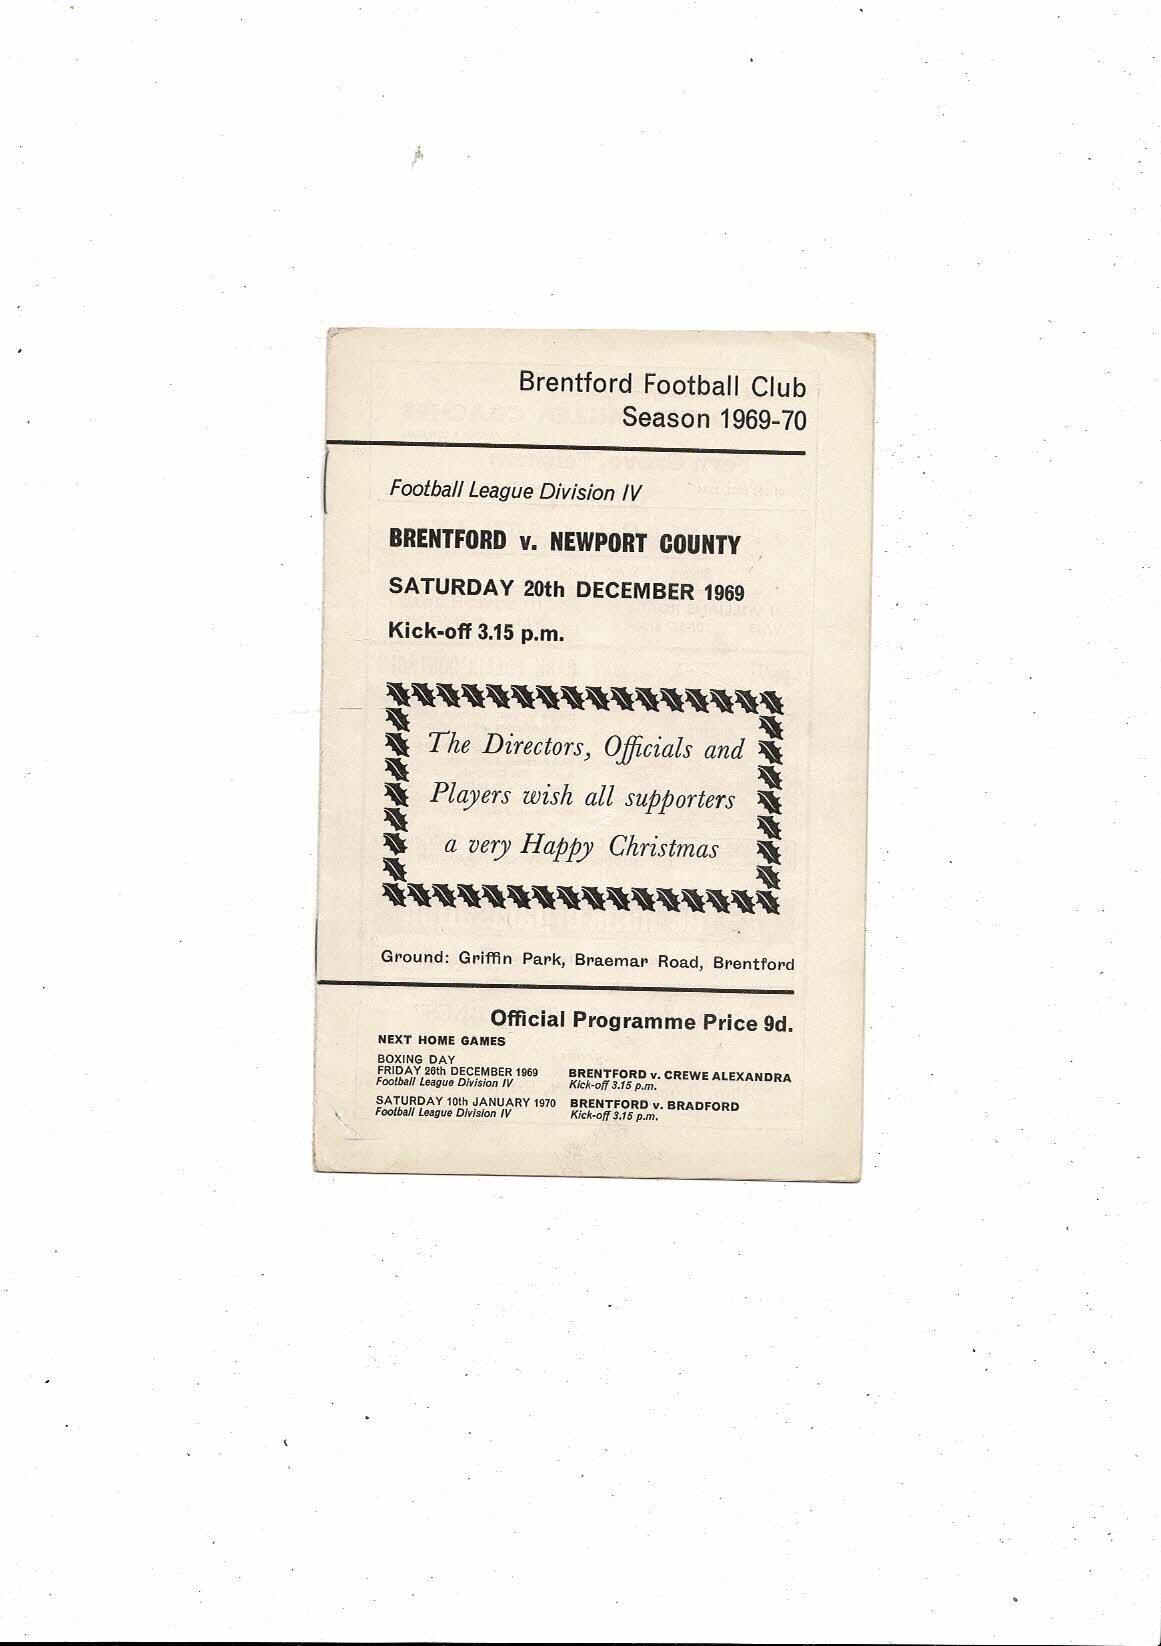 Brentford Football Club
Season 1969-70
Football League Division IV
BRENTFORD v. NEWPORT COUNTY
SATURDAY 20th DECEMBER 1969
Kick-off 3.15 p.m.
The Directors, Officials and
Players wish all supporters
a very Happy Christmas
Ground: Griffin Park, Braemar Road, Brentford
Official Programme Price 9d.
NEXT HOME GAMES
BOXING DAY
FRIDAY 26th DECEMBER 1969 BRENTFORD v. CREWE ALEXANDRA
Football League Division IV Kick-off 3.15 p.m.
SATURDAY 10th JANUARY 1970 BRENTFORD v. BRADFORD
Football League Division IV Kick-off 3.15 p.m.